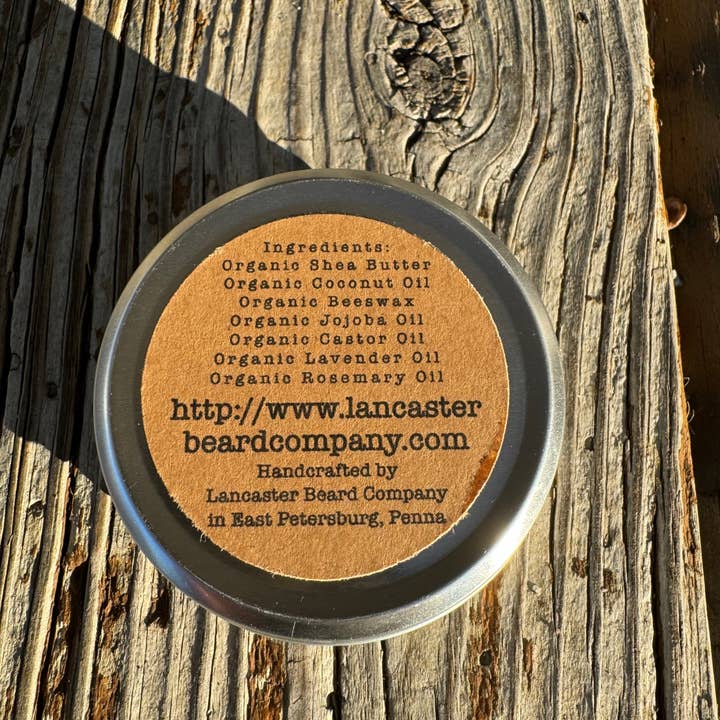 Ingredients:
Organic Shea Butter
Organic Coconut Oil
Organic Beeswax
Organic Jojoba Oil
Organic Castor Oil
Organic Lavender Oil
Organic Rosemary Oil
http://www.lancaster
beardcompany.com
Handcrafted by
Lancaster Beard Company
in East Petersburg, Penna